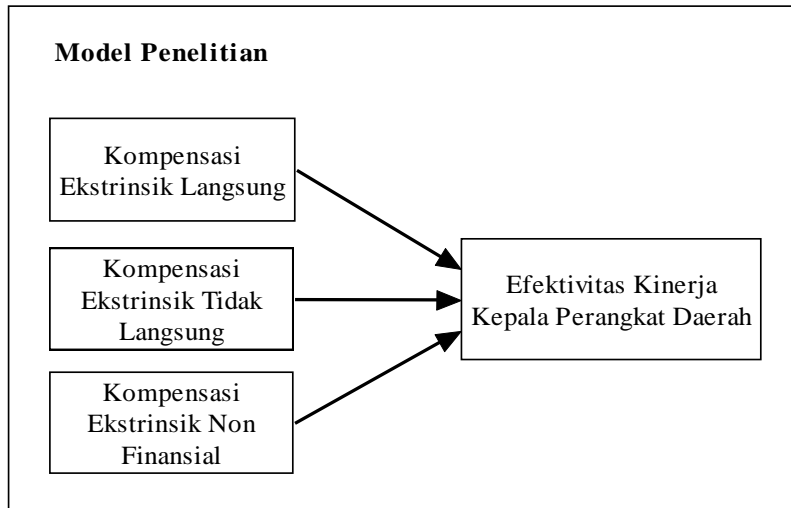 Model Penelitian
Kompensasi
Ekstrinsik Langsung
Kompensasi
Ekstrinsik Tidak
Langsung
Kompensasi
Ekstrinsik Non
Finansial
Efektivitas Kinerja
Kepala Perangkat Daerah